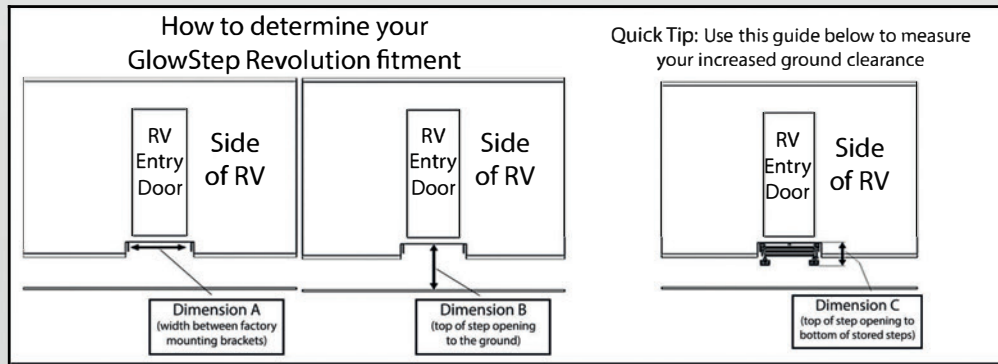 How to determine your
GlowStep Revolution fitment
RV
Entry
Door
Side
of RV
Dimension A
(width between factory
mounting brackets)
RV
Entry
Door
Side
of RV
Dimension B
(top of step opening
to the ground)
Quick Tip: Use this guide below to measure
your increased ground clearance
RV
Entry
Door
Side
of RV
Dimension C
(top of step opening to
bottom of stored steps)